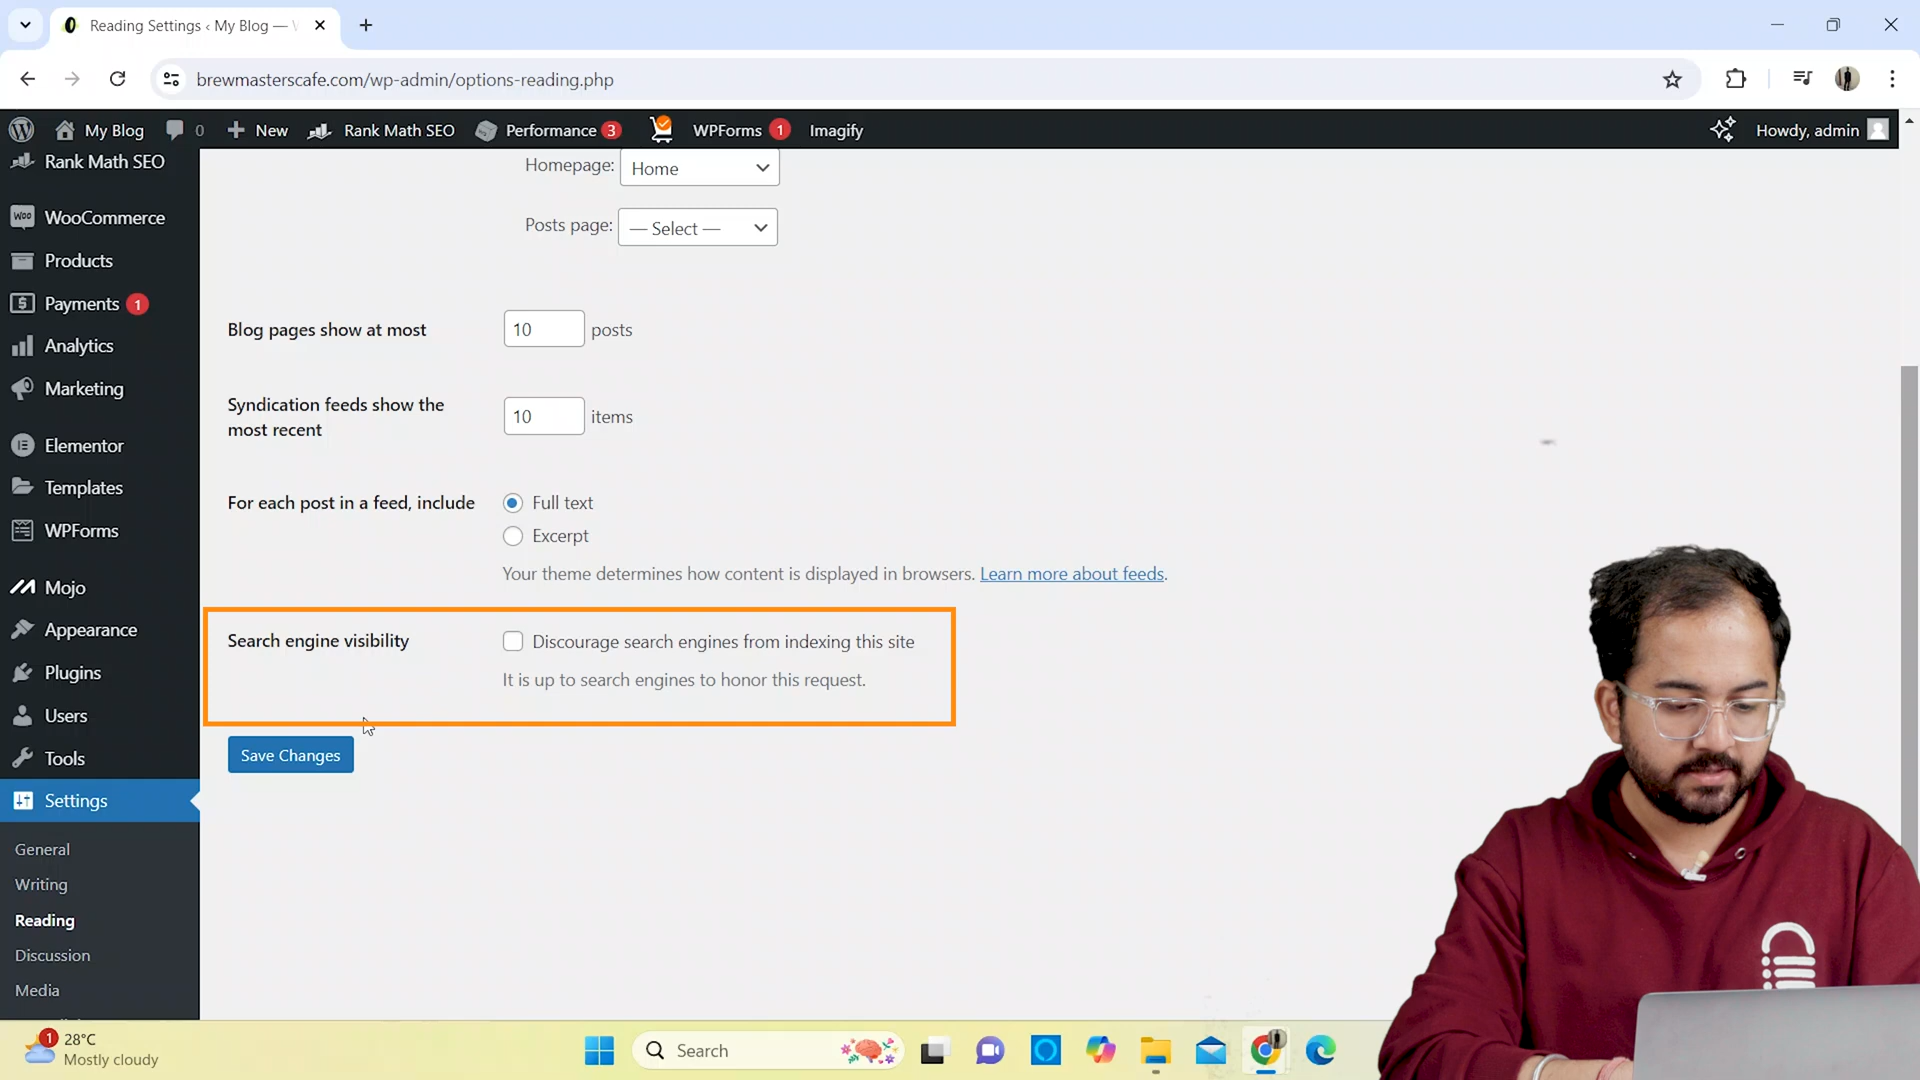 Reading Settings ‹ My Blog —
brewmasterscafe.com/wp-admin/options-reading.php
My Blog 0 New Rank Math SEO Performance 3 WPForms 1 Imagify Howdy, admin
Rank Math SEO
WooCommerce
Products
Payments 1
Analytics
Marketing
Elementor
Templates
WPForms
Mojo
Appearance
Plugins
Users
Tools
Settings
General
Writing
Reading
Discussion
Media
Homepage: Home
Posts page: — Select —
Blog pages show at most 10 posts
Syndication feeds show the
most recent
10 items
For each post in a feed, include Full text
Excerpt
Your theme determines how content is displayed in browsers. Learn more about feeds.
Search engine visibility Discourage search engines from indexing this site
It is up to search engines to honor this request.
Save Changes
1 28°C
Mostly cloudy
Search